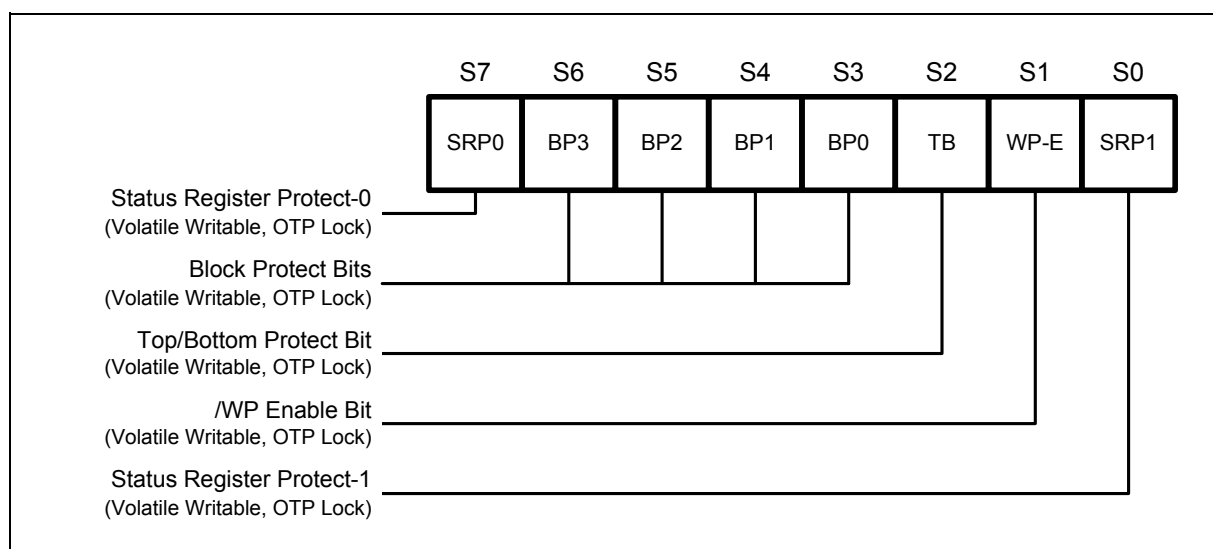 S7 S6 S5 S4 S3 S2 S1 S0
SRP0 BP3 BP2 BP1 BP0 TB WP-E SRP1
Status Register Protect-0
(Volatile Writable, OTP Lock)
Block Protect Bits
(Volatile Writable, OTP Lock)
Top/Bottom Protect Bit
(Volatile Writable, OTP Lock)
/WP Enable Bit
(Volatile Writable, OTP Lock)
Status Register Protect-1
(Volatile Writable, OTP Lock)